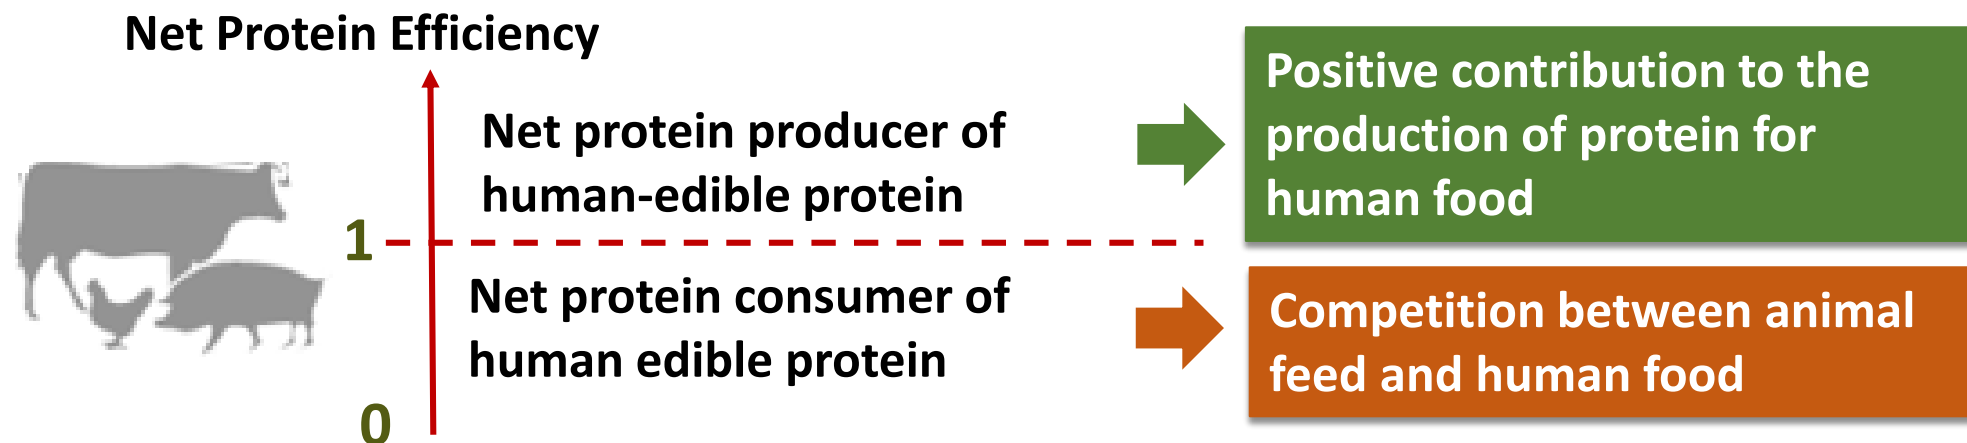 Net Protein Efficiency
Net protein producer of
human-edible protein
Positive contribution to the
production of protein for
human food
1
Net protein consumer of
human edible protein
Competition between animal
feed and human food
0